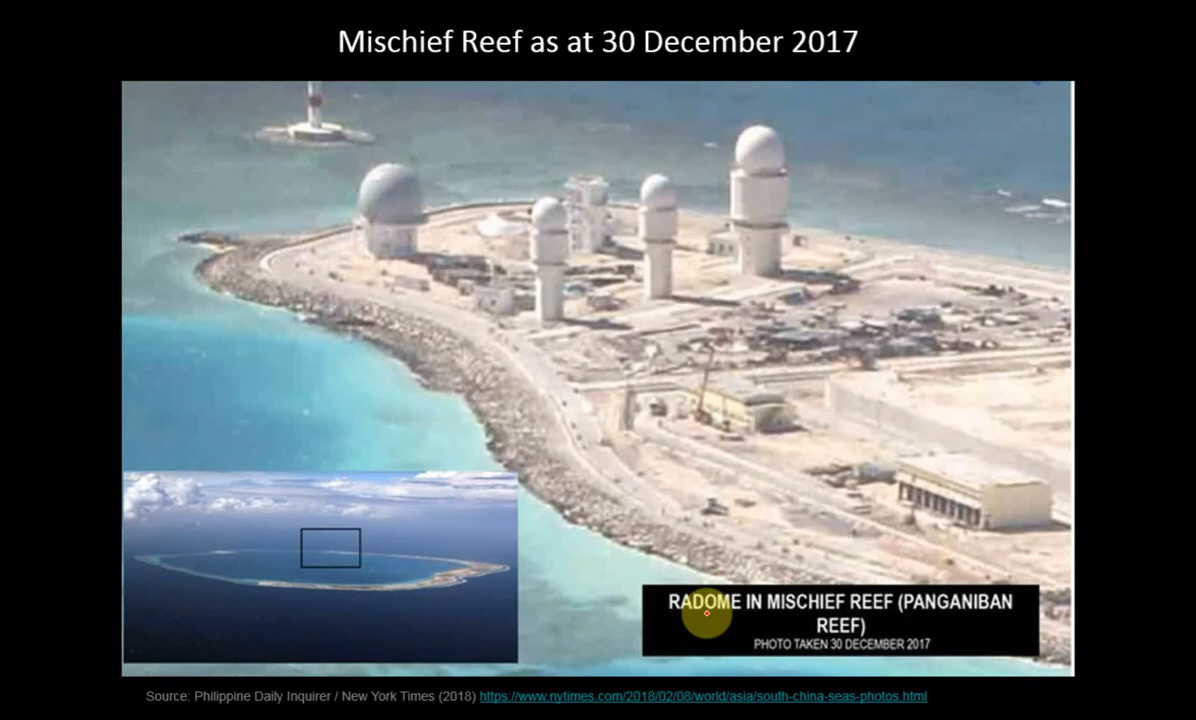 Mischief Reef as at 30 December 2017
RADOME IN MISCHIEF REEF (PANGANIBAN
REEF)
PHOTO TAKEN 30 DECEMBER 2017
Source: Philippine Daily Inquirer / New York Times (2018) https://www.nytimes.com/2018/02/08/world/asia/south-china-seas-photos.html